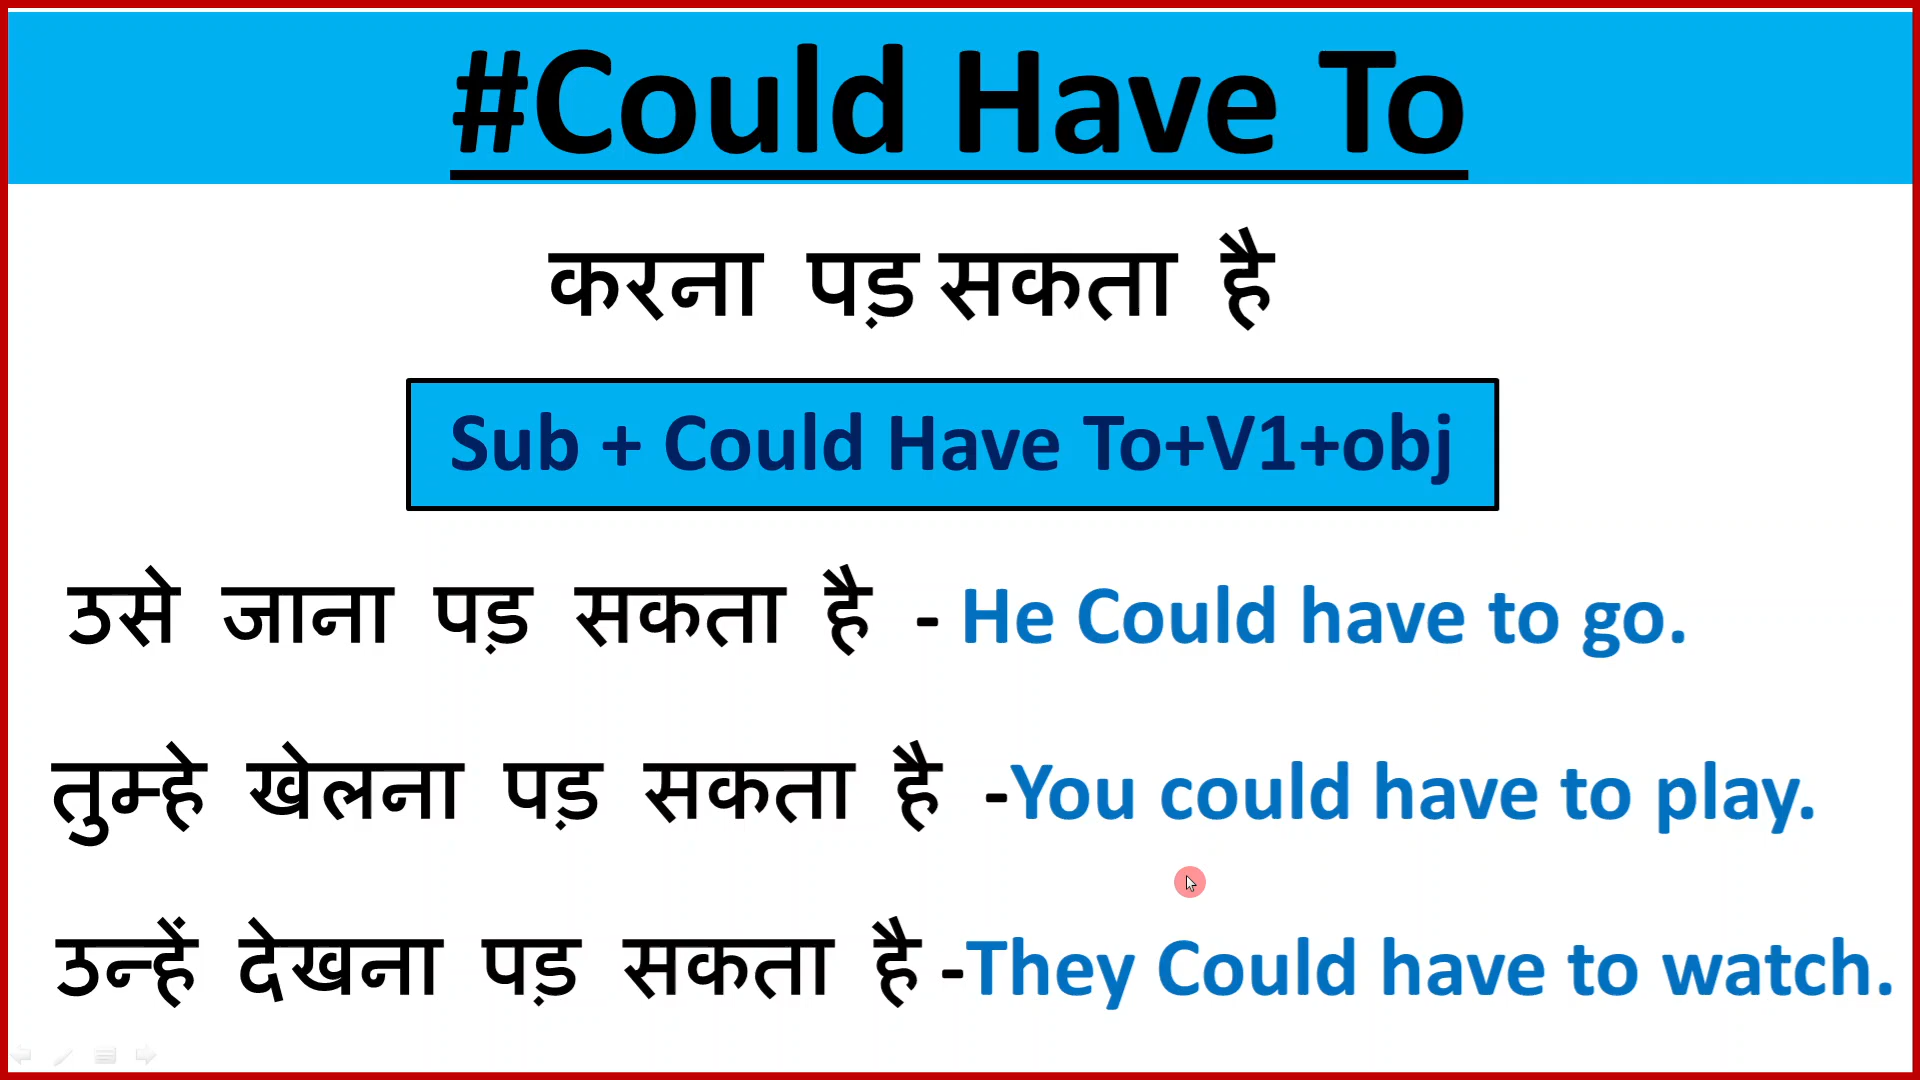 #Could Have To
करना पड़ सकता है
Sub + Could Have To+V1+obj
उसे जाना पड़ सकता है - He Could have to go.
तुम्हे खेलना पड़ सकता है -You could have to play.
उन्हें देखना पड़ सकता है -They Could have to watch.